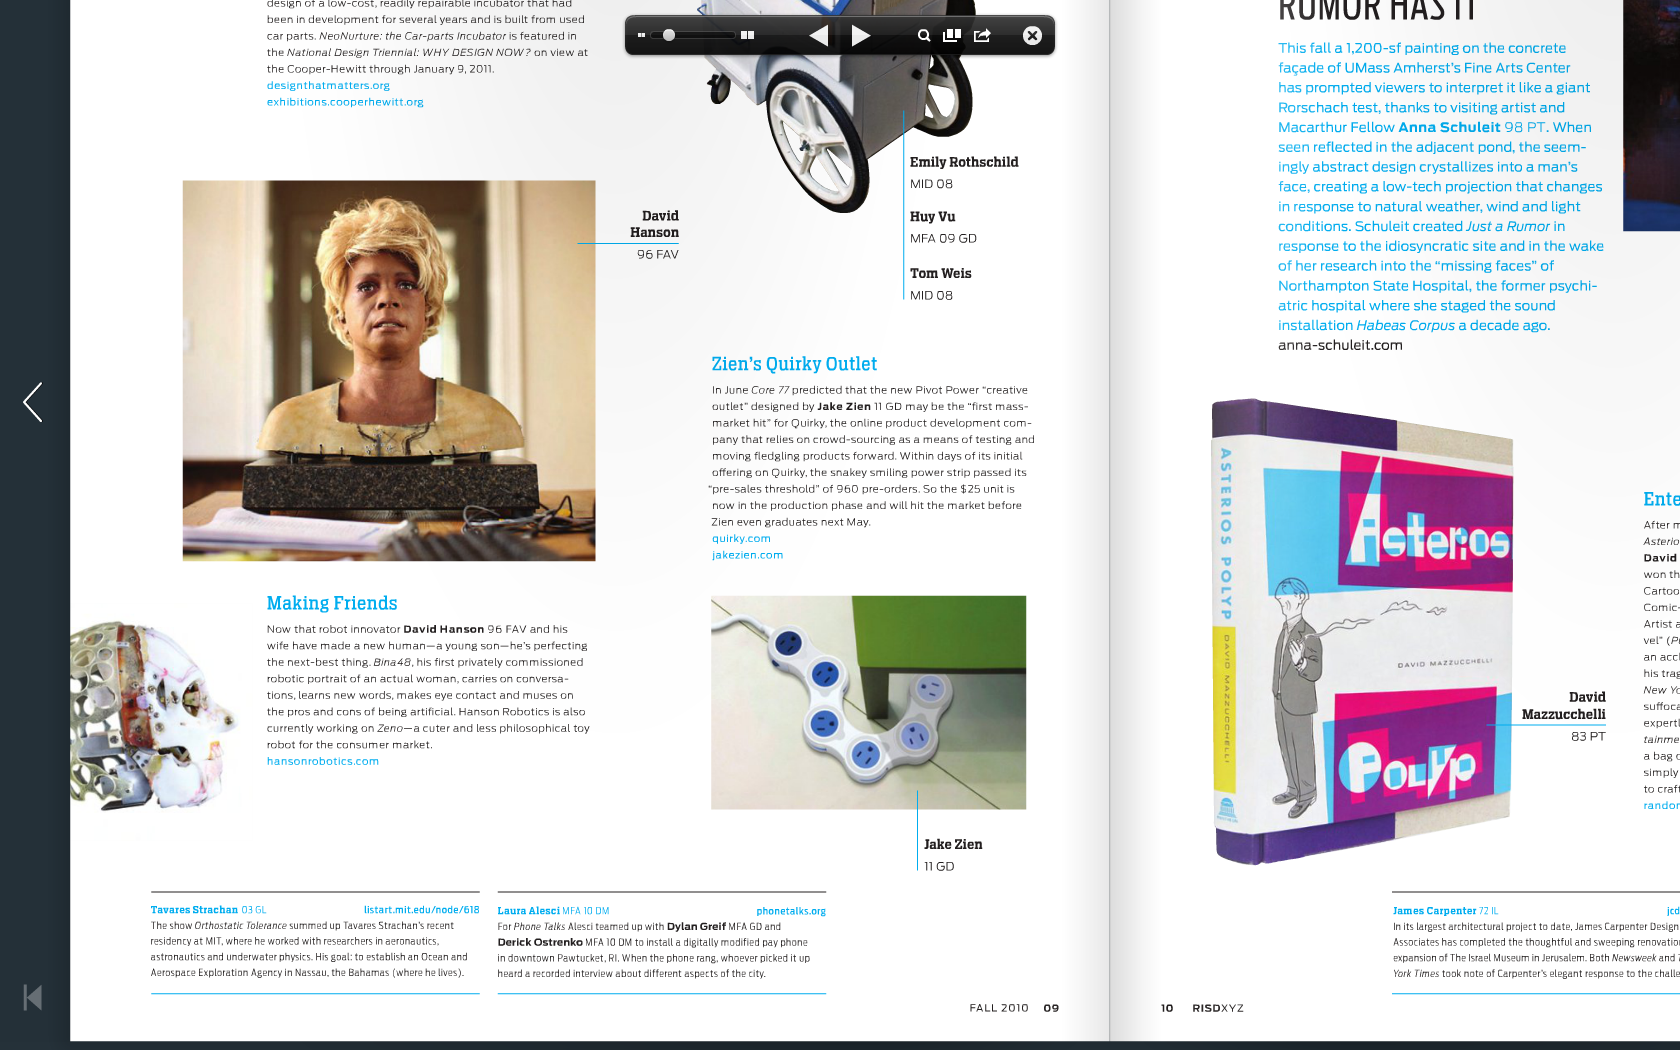 design of a low-cost, readily repairable incubator that had
been in development for several years and is built from used
car parts. NeoNurture: the Car-parts Incubator is featured in
the National Design Triennial: WHY DESIGN NOW? on view at
the Cooper-Hewitt through January 9, 2011.
designthatmatters.org
exhibitions.cooperhewitt.org
Emily Rothschild
MID 08
Huy Vu
MFA 09 GD
Tom Weis
MID 08
David
Hanson
96 FAV
Zien's Quirky Outlet
In June Core 77 predicted that the new Pivot Power "creative
outlet" designed by Jake Zien 11 GD may be the "first mass-
market hit" for Quirky, the online product development com-
pany that relies on crowd-sourcing as a means of testing and
moving fledgling products forward. Within days of its initial
offering on Quirky, the snakey smiling power strip passed its
"pre-sales threshold" of 960 pre-orders. So the $25 unit is
now in the production phase and will hit the market before
Zien even graduates next May.
quirky.com
jakezien.com
Making Friends
Now that robot innovator David Hanson 96 FAV and his
wife have made a new human—a young son—he's perfecting
the next-best thing. Bina48, his first privately commissioned
robotic portrait of an actual woman, carries on conversa-
tions, learns new words, makes eye contact and muses on
the pros and cons of being artificial. Hanson Robotics is also
currently working on Zeno—a cuter and less philosophical toy
robot for the consumer market.
hansonrobotics.com
Jake Zien
11 GD
Tavares Strachan 03 GL listart.mit.edu/node/618
The show Orthostatic Tolerance summed up Tavares Strachan's recent
residency at MIT, where he worked with researchers in aeronautics,
astronautics and underwater physics. His goal: to establish an Ocean and
Aerospace Exploration Agency in Nassau, the Bahamas (where he lives).
Laura Alesci MFA 10 DM phonetalks.org
For Phone Talks Alesci teamed up with Dylan Greif MFA GD and
Derick Ostrenko MFA 10 DM to install a digitally modified pay phone
in downtown Pawtucket, RI. When the phone rang, whoever picked it up
heard a recorded interview about different aspects of the city.
FALL 2010 09
RUMOR HAS IT
This fall a 1,200-sf painting on the concrete
façade of UMass Amherst's Fine Arts Center
has prompted viewers to interpret it like a giant
Rorschach test, thanks to visiting artist and
Macarthur Fellow Anna Schuleit 98 PT. When
seen reflected in the adjacent pond, the seem-
ingly abstract design crystallizes into a man's
face, creating a low-tech projection that changes
in response to natural weather, wind and light
conditions. Schuleit created Just a Rumor in
response to the idiosyncratic site and in the wake
of her research into the "missing faces" of
Northampton State Hospital, the former psychi-
atric hospital where she staged the sound
installation Habeas Corpus a decade ago.
anna-schuleit.com
ASTERIOS POLYP
DAVID MAZZUCCHELLI
Asterios
DAVID MAZZUCCHELLI
Polyp
David
Mazzucchelli
83 PT
Ente
After m
Asterio
David
won th
Cartoo
Comic-
Artist a
vel" (P
an accl
his trag
New Yo
suffoca
expertl
tainme
a bag o
simply
to craft
randor
James Carpenter 72 IL jcd
In its largest architectural project to date, James Carpenter Design
Associates has completed the thoughtful and sweeping renovation
expansion of The Israel Museum in Jerusalem. Both Newsweek and T
York Times took note of Carpenter's elegant response to the challe
10 RISDXYZ